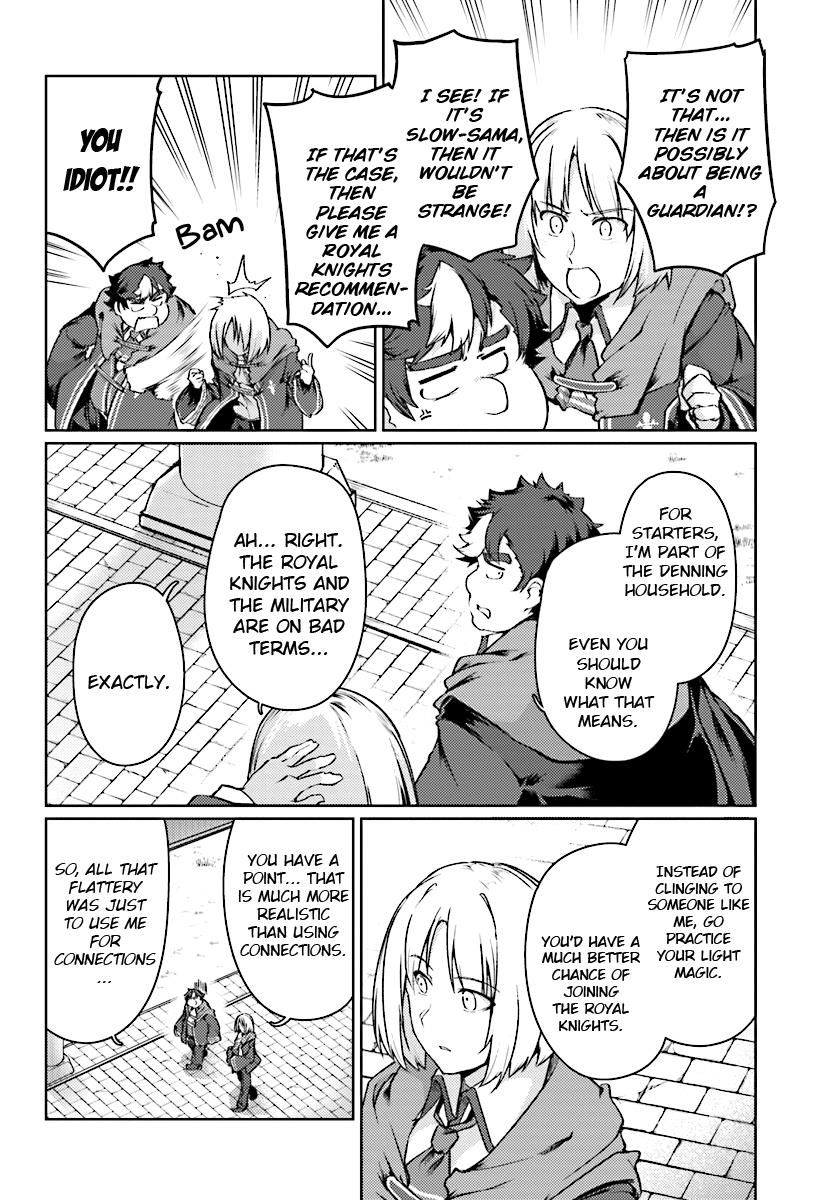 IT'S NOT
THAT...
THEN IS IT
POSSIBLY
ABOUT BEING
A
GUARDIAN!?
I SEE! IF
IT'S
SLOW-SAMA,
THEN IT
WOULDN'T
BE
STRANGE!
IF THAT'S
THE CASE,
THEN
PLEASE
GIVE ME A
ROYAL
KNIGHTS
RECOMMEN-
DATION...
YOU
IDIOT!!
Bam
FOR
STARTERS,
I'M PART OF
THE DENNING
HOUSEHOLD.
EVEN YOU
SHOULD
KNOW
WHAT THAT
MEANS.
AH... RIGHT.
THE ROYAL
KNIGHTS AND
THE MILITARY
ARE ON BAD
TERMS...
EXACTLY.
INSTEAD OF
CLINGING TO
SOMEONE LIKE
ME, GO
PRACTICE
YOUR LIGHT
MAGIC.
YOU'D HAVE A
MUCH BETTER
CHANCE OF
JOINING
THE ROYAL
KNIGHTS.
YOU HAVE A
POINT... THAT
IS MUCH MORE
REALISTIC
THAN USING
CONNECTIONS.
SO, ALL THAT
FLATTERY
WAS JUST
TO USE ME
FOR
CONNECTIONS
...